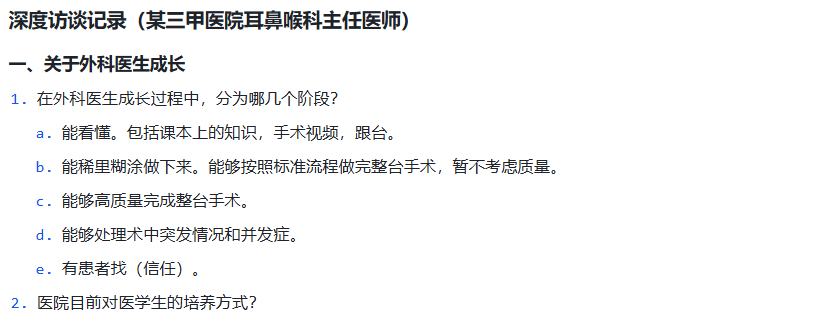 深度访谈记录（某三甲医院耳鼻喉科主任医师）
一、关于外科医生成长
1. 在外科医生成长过程中，分为哪几个阶段？
a. 能看懂。包括课本上的知识，手术视频，跟台。
b. 能稀里糊涂做下来。能够按照标准流程做完整台手术，暂不考虑质量。
c. 能够高质量完成整台手术。
d. 能够处理术中突发情况和并发症。
e. 有患者找（信任）。
2. 医院目前对医学生的培养方式？